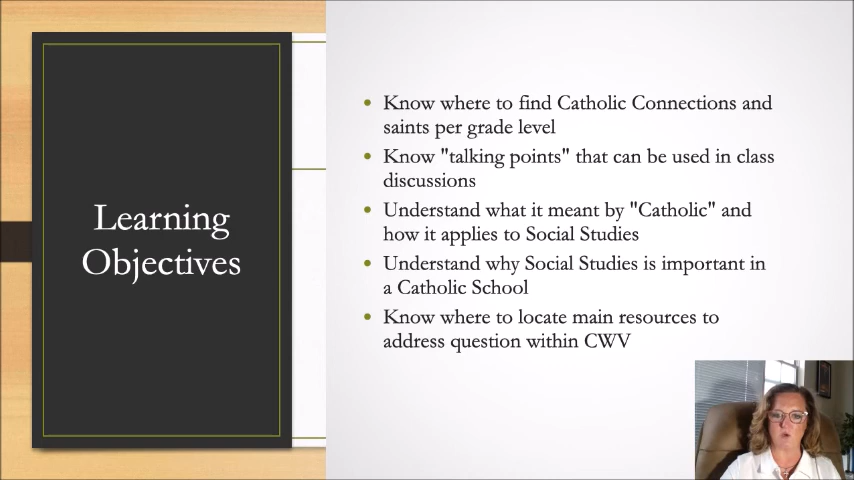 Learning
Objectives
Know where to find Catholic Connections and
saints per grade level
Know "talking points" that can be used in class
discussions
Understand what it meant by "Catholic" and
how it applies to Social Studies
Understand why Social Studies is important in
a Catholic School
Know where to locate main resources to
address question within CWV